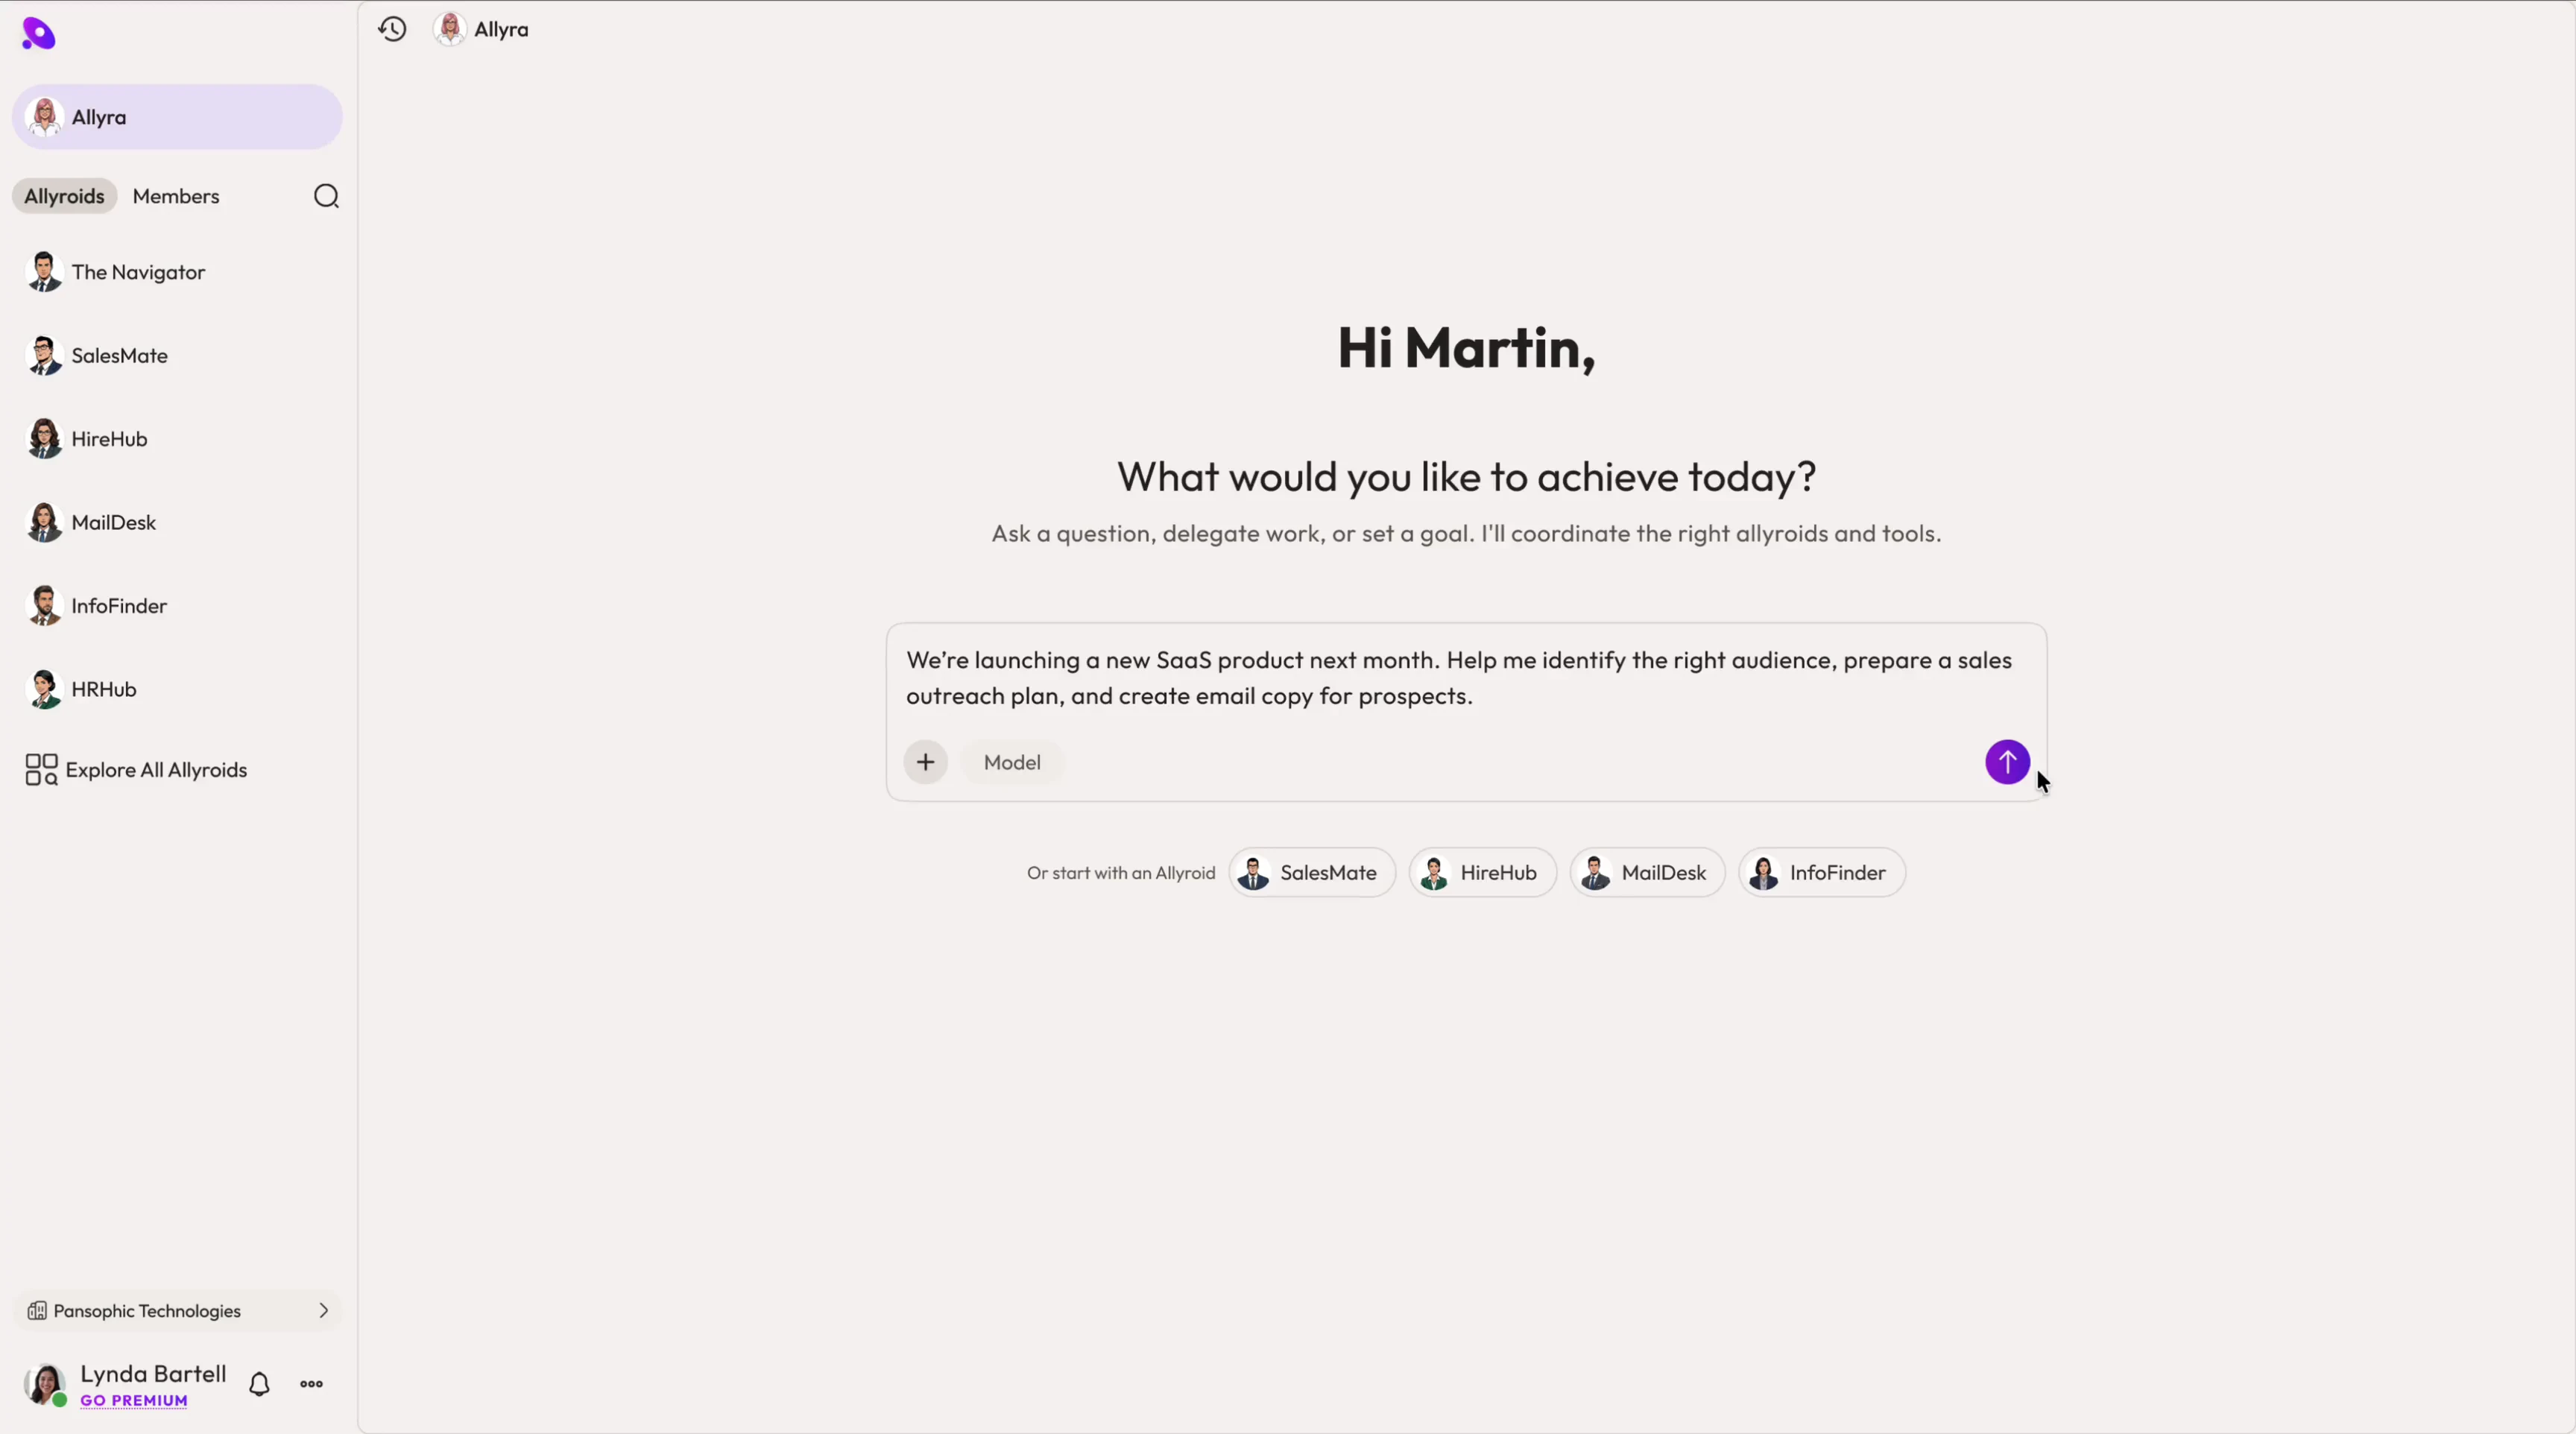 Allyra
Allyra
Allyroids
Members
The Navigator
SalesMate
HireHub
MailDesk
InfoFinder
HRHub
Explore All Allyroids
Pansophic Technologies
Lynda Bartell
GO PREMIUM
Hi Martin,
What would you like to achieve today?
Ask a question, delegate work, or set a goal. I'll coordinate the right allyroids and tools.
We’re launching a new SaaS product next month. Help me identify the right audience, prepare a sales
outreach plan, and create email copy for prospects.
Model
Or start with an Allyroid
SalesMate
HireHub
MailDesk
InfoFinder